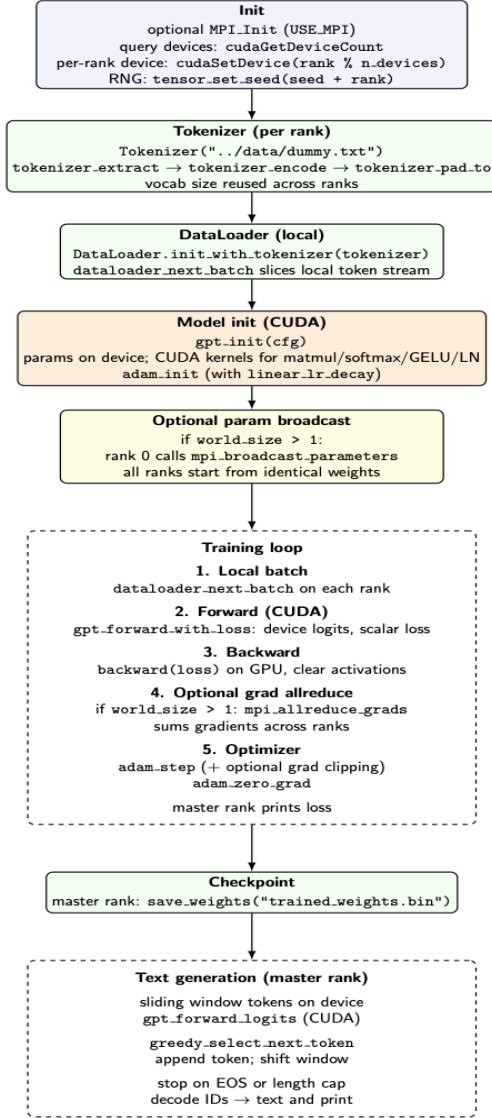 Init
optional MPI_Init (USE_MPI)
query devices: cudaGetDeviceCount
per-rank device: cudaSetDevice(rank % n_devices)
RNG: tensor_set_seed(seed + rank)
Tokenizer (per rank)
Tokenizer("../data/dummy.txt")
tokenizer_extract → tokenizer_encode → tokenizer_pad_to
vocab size reused across ranks
DataLoader (local)
DataLoader.init_with_tokenizer(tokenizer)
dataloader_next_batch slices local token stream
Model init (CUDA)
gpt_init(cfg)
params on device; CUDA kernels for matmul/softmax/GELU/LN
adam_init (with linear_lr_decay)
Optional param broadcast
if world_size > 1:
rank 0 calls mpi_broadcast_parameters
all ranks start from identical weights
Training loop
1. Local batch
dataloader_next_batch on each rank
2. Forward (CUDA)
gpt_forward_with_loss: device logits, scalar loss
3. Backward
backward(loss) on GPU, clear activations
4. Optional grad allreduce
if world_size > 1: mpi_allreduce_grads
sums gradients across ranks
5. Optimizer
adam_step (+ optional grad clipping)
adam_zero_grad
master rank prints loss
Checkpoint
master rank: save_weights("trained_weights.bin")
Text generation (master rank)
sliding window tokens on device
gpt_forward_logits (CUDA)
greedy_select_next_token
append token; shift window
stop on EOS or length cap
decode IDs → text and print